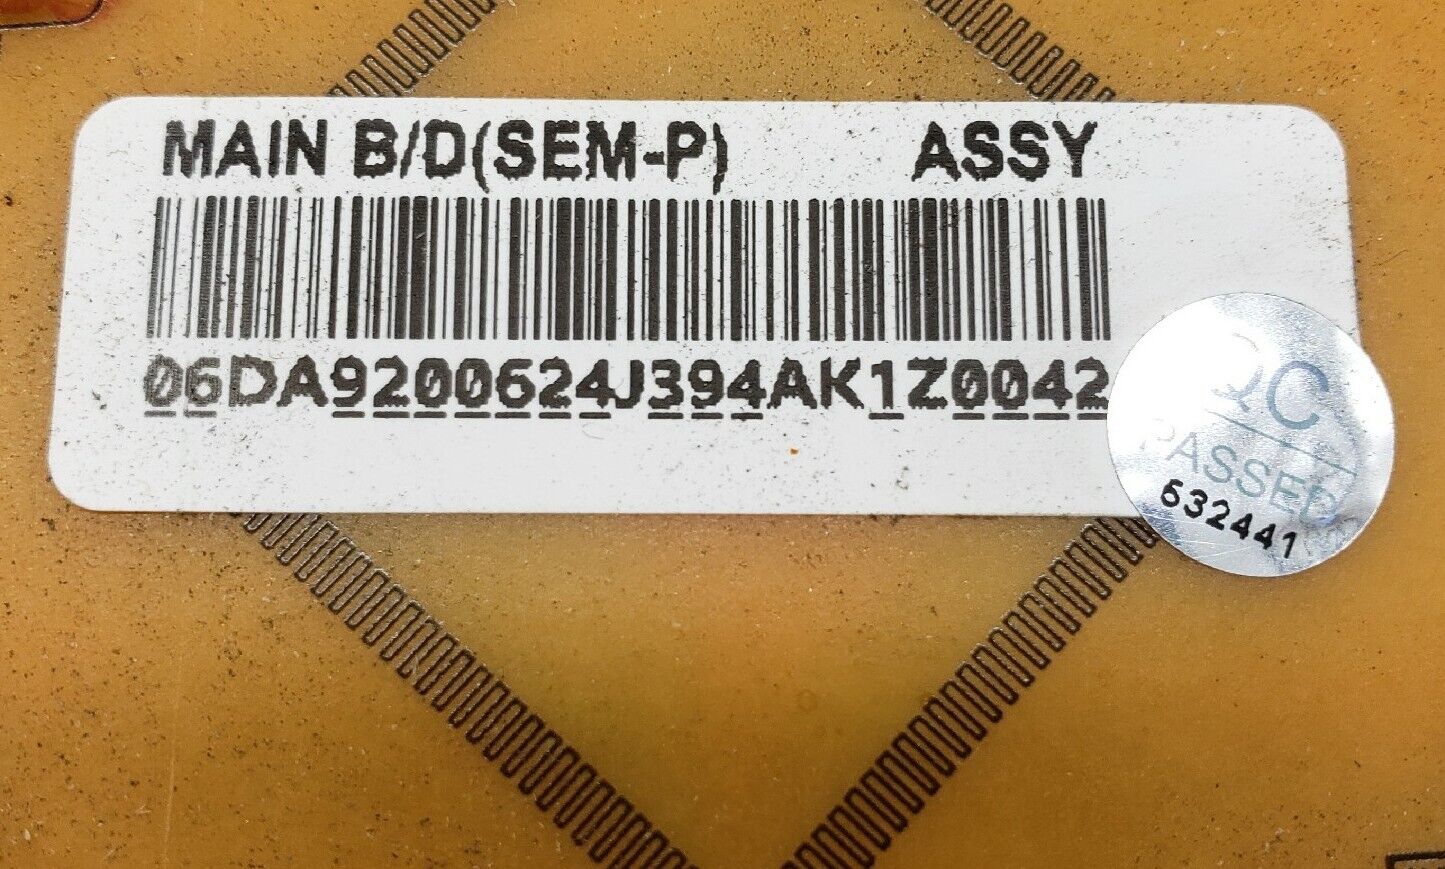 MAIN B/D(SEM-P) ASSY
06DA9200624J394AK1Z0042
QC
PASSED
632441